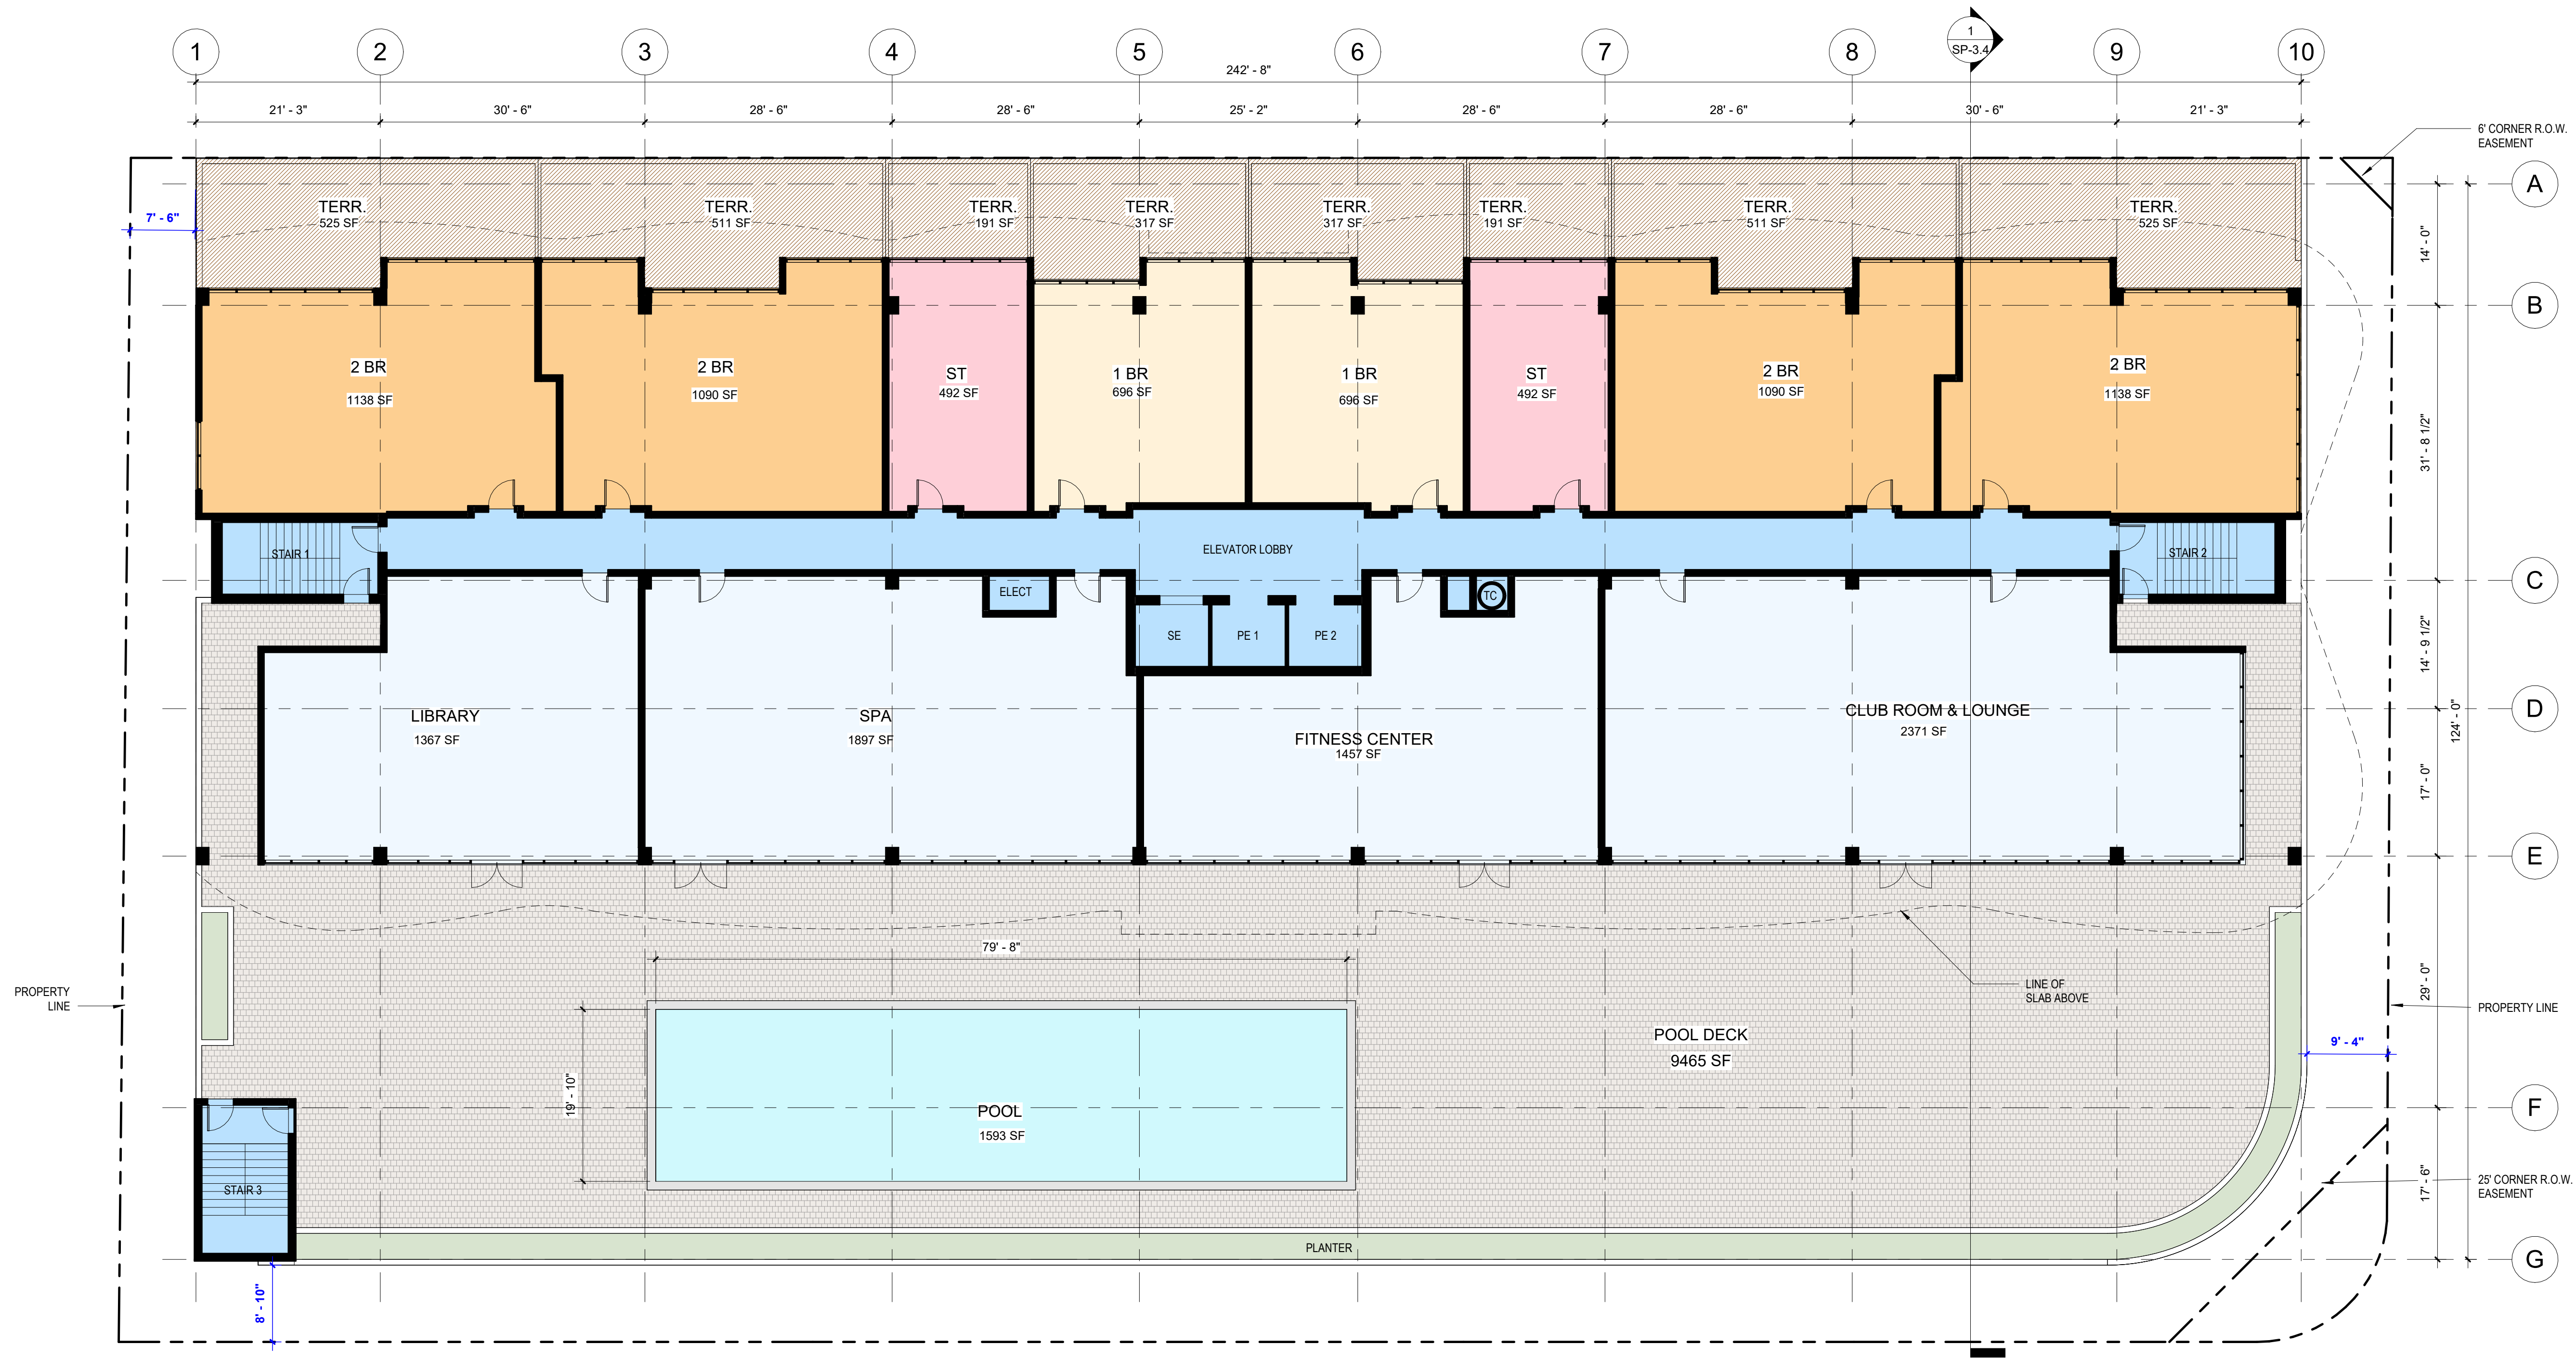 1
SP-3.4
1
2
3
4
5
6
7
8
9
10
242' - 8"
21' - 3"
30' - 6"
28' - 6"
28' - 6"
25' - 2"
28' - 6"
28' - 6"
30' - 6"
21' - 3"
6' CORNER R.O.W.
EASEMENT
A
7' - 6"
TERR.
525 SF
TERR.
511 SF
TERR.
191 SF
TERR.
317 SF
TERR.
317 SF
TERR.
191 SF
TERR.
511 SF
TERR.
525 SF
14' - 0"
B
2 BR
1138 SF
2 BR
1090 SF
ST
492 SF
1 BR
696 SF
1 BR
696 SF
ST
492 SF
2 BR
1090 SF
2 BR
1138 SF
31' - 8 1/2"
STAIR 1
ELEVATOR LOBBY
STAIR 2
C
ELECT
TC
SE
PE 1
PE 2
14' - 9 1/2"
LIBRARY
1367 SF
SPA
1897 SF
FITNESS CENTER
1457 SF
CLUB ROOM & LOUNGE
2371 SF
D
124' - 0"
17' - 0"
E
79' - 8"
PROPERTY
LINE
LINE OF
SLAB ABOVE
29' - 0"
PROPERTY LINE
POOL DECK
9465 SF
9' - 4"
19' - 10"
POOL
1593 SF
F
STAIR 3
17' - 6"
25' CORNER R.O.W.
EASEMENT
PLANTER
G
8' - 10"